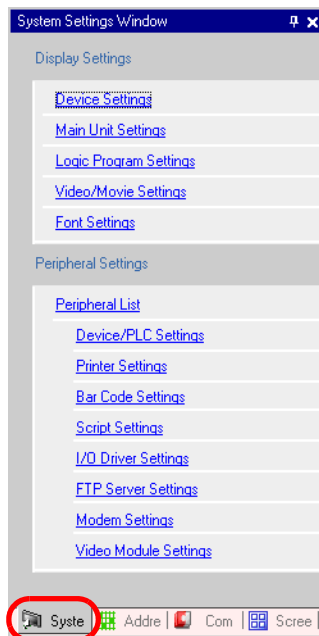 System Settings Window
Display Settings
Device Settings
Main Unit Settings
Logic Program Settings
Video/Movie Settings
Font Settings
Peripheral Settings
Peripheral List
Device/PLC Settings
Printer Settings
Bar Code Settings
Script Settings
I/O Driver Settings
FTP Server Settings
Modem Settings
Video Module Settings
Syste Addre Com Scree